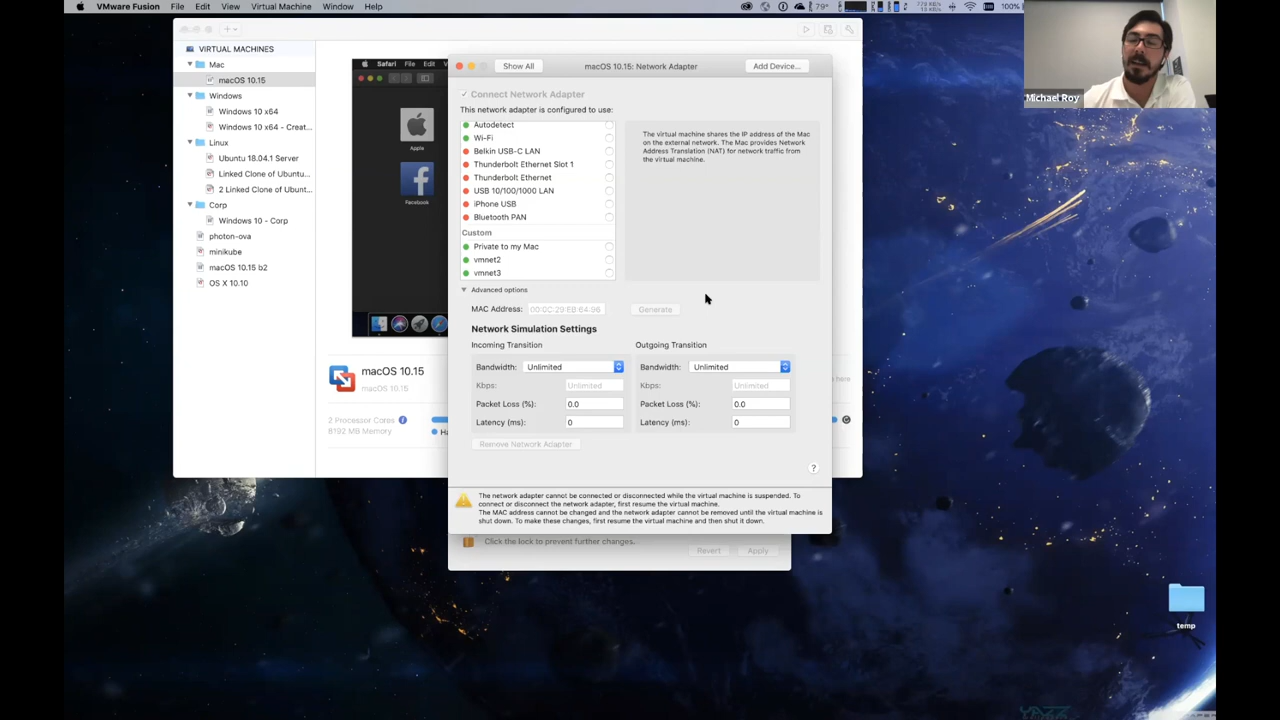 VMware Fusion File Edit View Virtual Machine Window Help
79°
100%
Michael Roy
VIRTUAL MACHINES
Mac
macOS 10.15
Windows
Windows 10 x64
Windows 10 x64 - Creat...
Linux
Ubuntu 18.04.1 Server
Linked Clone of Ubuntu...
2 Linked Clone of Ubunt...
Corp
Windows 10 - Corp
photon-ova
minikube
macOS 10.15 b2
OS X 10.10
Safari File Edit
Apple
Facebook
macOS 10.15
macOS 10.15
2 Processor Cores
8192 MB Memory
here
Show All
macOS 10.15: Network Adapter
Add Device...
Connect Network Adapter
This network adapter is configured to use:
Autodetect
Wi-Fi
Belkin USB-C LAN
Thunderbolt Ethernet Slot 1
Thunderbolt Ethernet
USB 10/100/1000 LAN
iPhone USB
Bluetooth PAN
Custom
Private to my Mac
vmnet2
vmnet3
The virtual machine shares the IP address of the Mac
on the external network. The Mac provides Network
Address Translation (NAT) for network traffic from
the virtual machine.
Advanced options
MAC Address: 00:0C:29:EB:64:96 Generate
Network Simulation Settings
Incoming Transition
Bandwidth: Unlimited
Kbps: Unlimited
Packet Loss (%): 0.0
Latency (ms): 0
Outgoing Transition
Bandwidth: Unlimited
Kbps: Unlimited
Packet Loss (%): 0.0
Latency (ms): 0
Remove Network Adapter
?
The network adapter cannot be connected or disconnected while the virtual machine is suspended. To
connect or disconnect the network adapter, first resume the virtual machine.
The MAC address cannot be changed and the network adapter cannot be removed until the virtual machine is
shut down. To make these changes, first resume the virtual machine and then shut it down.
Click the lock to prevent further changes.
Revert Apply
temp